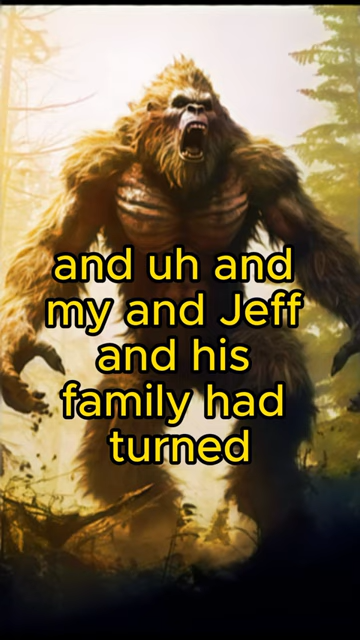 and uh and
my and Jeff
and his
family had
turned